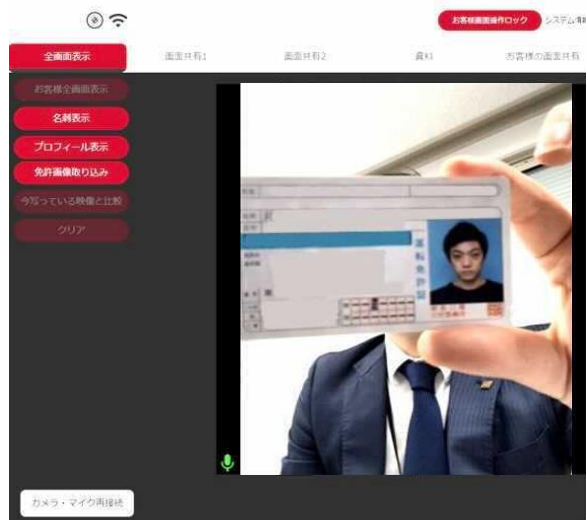 お客様画面操作ロック
システム情報
全画面表示
画面共有1
画面共有2
資料1
お客様の画面共有
お客様全画面表示
名刺表示
プロフィール表示
免許画像取り込み
今写っている映像と比較
クリア
運転免許証
カメラ・マイク再接続